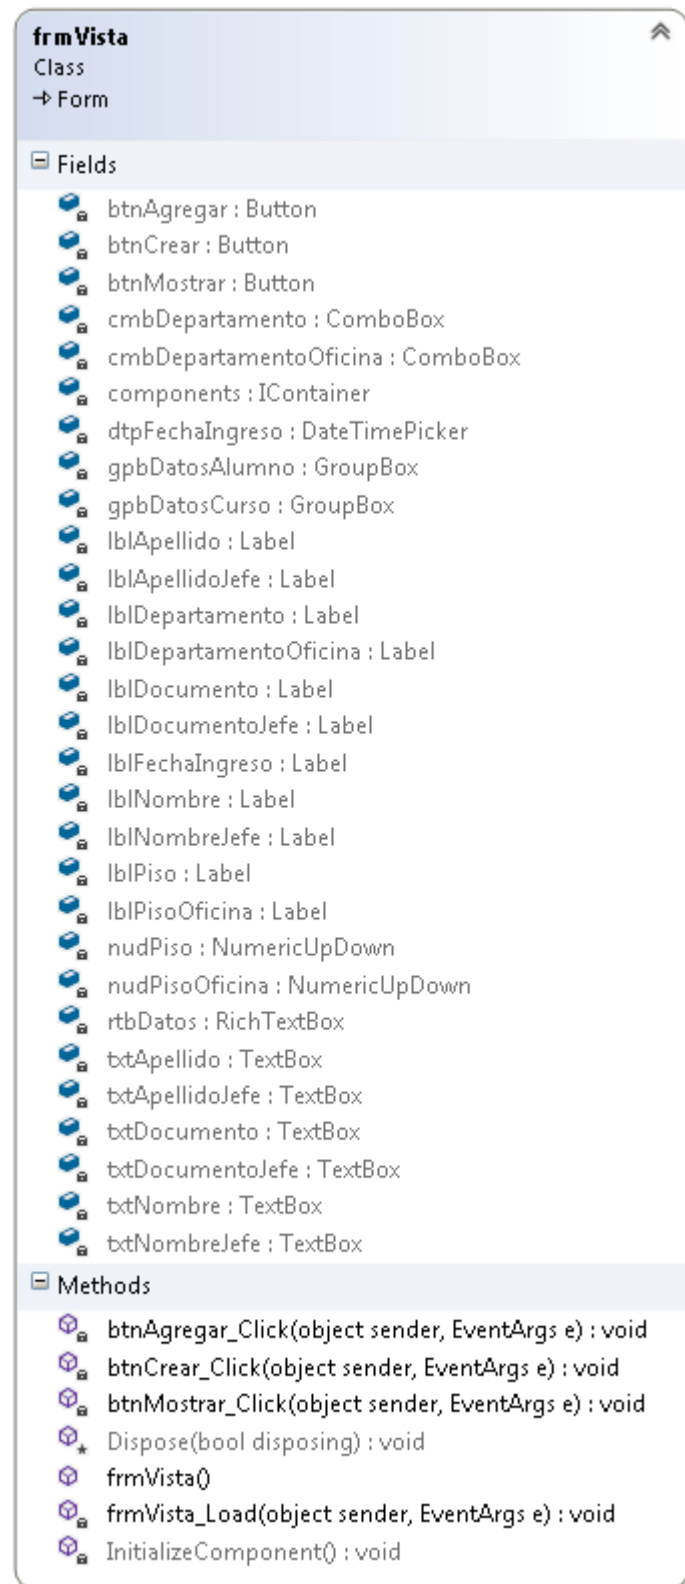 frmVista
Class
Form
Fields
btnAgregar : Button
btnCrear : Button
btnMostrar : Button
cmbDepartamento : ComboBox
cmbDepartamentoOficina : ComboBox
components : IContainer
dtpFechaIngreso : DateTimePicker
gpbDatosAlumno : GroupBox
gpbDatosCurso : GroupBox
lblApellido : Label
lblApellidoJefe : Label
lblDepartamento : Label
lblDepartamentoOficina : Label
lblDocumento : Label
lblDocumentoJefe : Label
lblFechaIngreso : Label
lblNombre : Label
lblNombreJefe : Label
lblPiso : Label
lblPisoOficina : Label
nudPiso : NumericUpDown
nudPisoOficina : NumericUpDown
rtbDatos : RichTextBox
txtApellido : TextBox
txtApellidoJefe : TextBox
txtDocumento : TextBox
txtDocumentoJefe : TextBox
txtNombre : TextBox
txtNombreJefe : TextBox
Methods
btnAgregar_Click(object sender, EventArgs e) : void
btnCrear_Click(object sender, EventArgs e) : void
btnMostrar_Click(object sender, EventArgs e) : void
Dispose(bool disposing) : void
frmVista()
frmVista_Load(object sender, EventArgs e) : void
InitializeComponent() : void